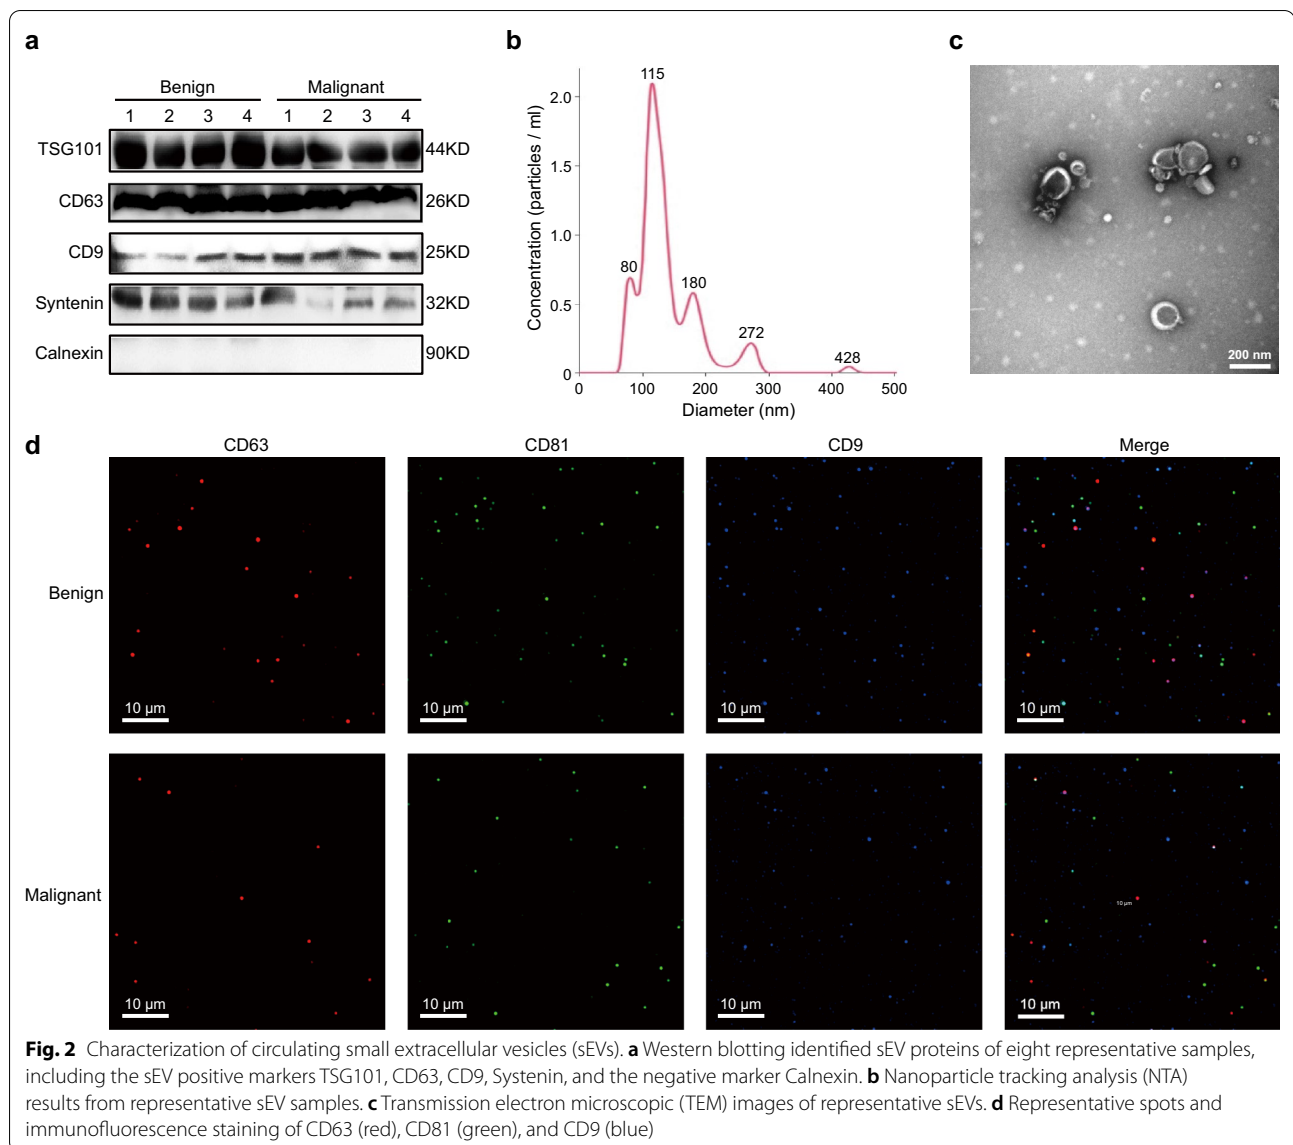 a
Benign Malignant
1 2 3 4 1 2 3 4
TSG101 44KD
CD63 26KD
CD9 25KD
Syntenin 32KD
Calnexin 90KD
b
Concentration (particles / ml)
2.0
1.5
1.0
0.5
0
115
80
180
272
428
0 100 200 300 400 500
Diameter (nm)
c
200 nm
d
CD63 CD81 CD9 Merge
Benign
10 µm 10 µm 10 µm 10 µm
Malignant
10 µm
10 µm 10 µm 10 µm 10 µm
Fig. 2 Characterization of circulating small extracellular vesicles (sEVs). a Western blotting identified sEV proteins of eight representative samples,
including the sEV positive markers TSG101, CD63, CD9, Systenin, and the negative marker Calnexin. b Nanoparticle tracking analysis (NTA)
results from representative sEV samples. c Transmission electron microscopic (TEM) images of representative sEVs. d Representative spots and
immunofluorescence staining of CD63 (red), CD81 (green), and CD9 (blue)